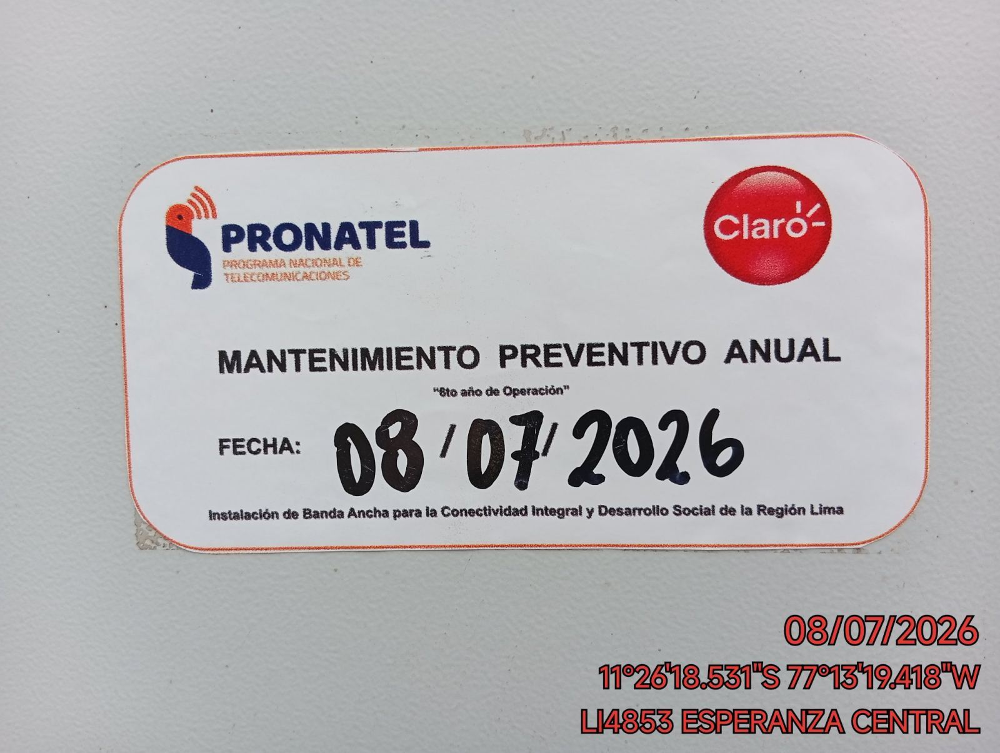 PRONATEL
PROGRAMA NACIONAL DE
TELECOMUNICACIONES
Claro
MANTENIMIENTO PREVENTIVO ANUAL
"6to año de Operación"
FECHA: 08/07/2026
Instalación de Banda Ancha para la Conectividad Integral y Desarrollo Social de la Región Lima
08/07/2026
11°26'18.531"S 77°13'19.418"W
LI4853 ESPERANZA CENTRAL